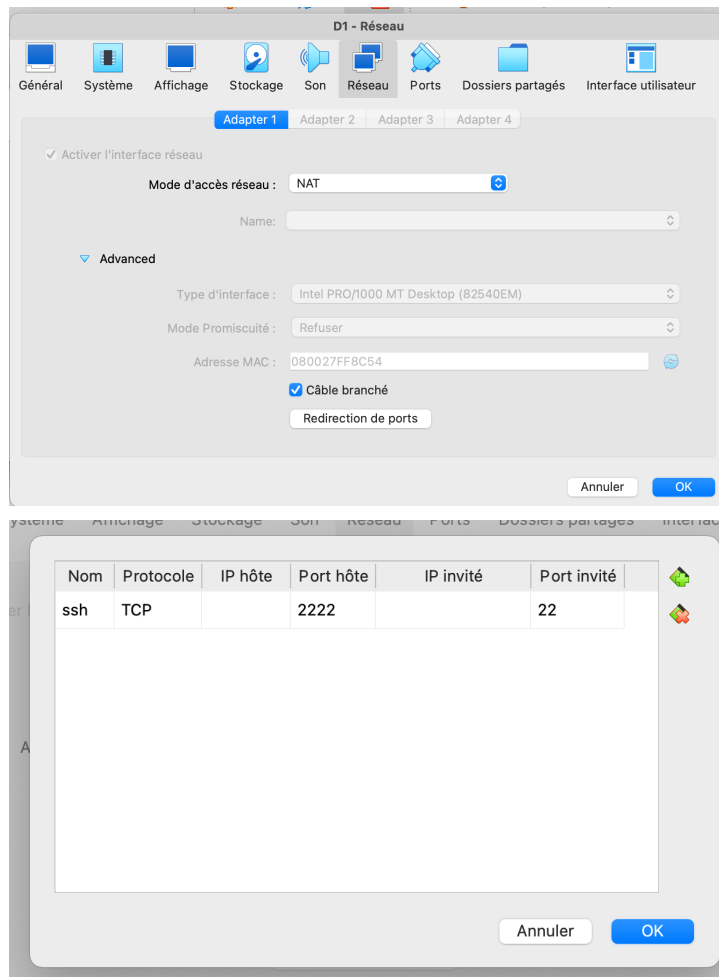 D1 - Réseau
Général Système Affichage Stockage Son Réseau Ports Dossiers partagés Interface utilisateur
Adapter 1 Adapter 2 Adapter 3 Adapter 4
Activer l'interface réseau
Mode d'accès réseau : NAT
Name:
Advanced
Type d'interface : Intel PRO/1000 MT Desktop (82540EM)
Mode Promiscuité : Refuser
Adresse MAC : 080027FF8C54
Câble branché
Redirection de ports
Annuler OK
Nom Protocole IP hôte Port hôte IP invité Port invité
ssh TCP 2222 22
Annuler OK